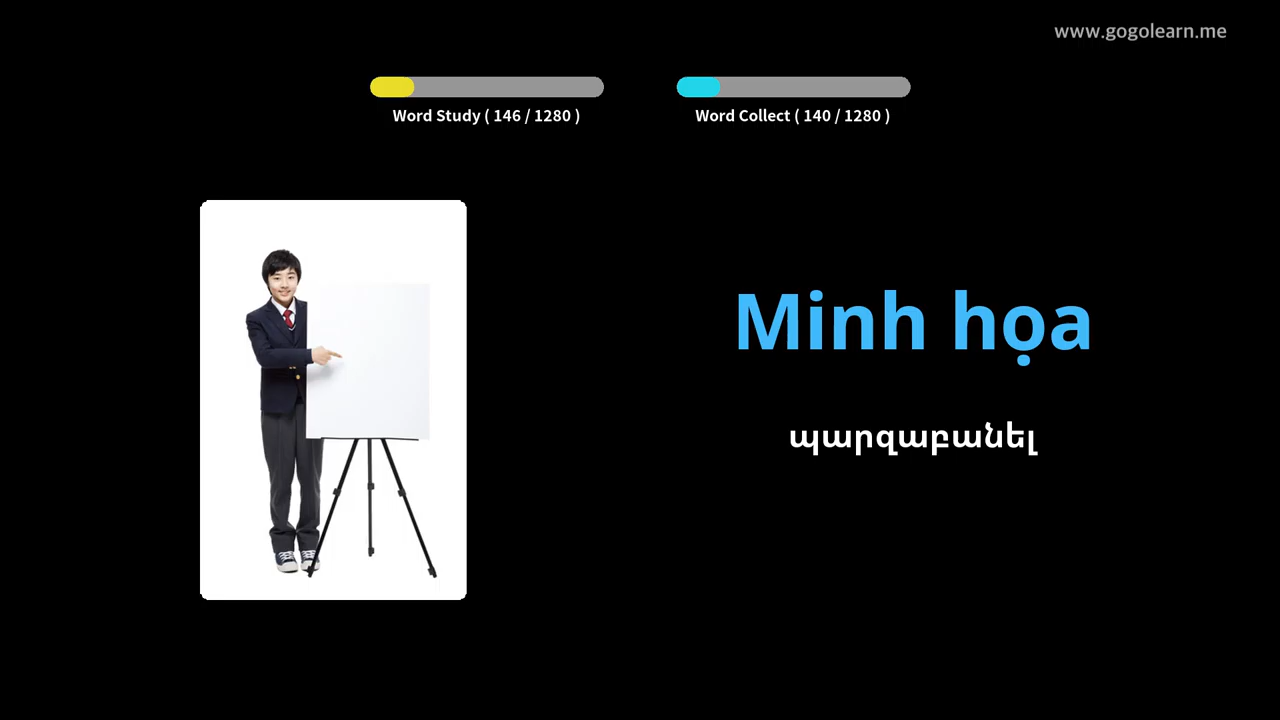 www.gogolearn.me
Word Study ( 146 / 1280 )
Word Collect ( 140 / 1280 )
Minh họa
պարզաբանել